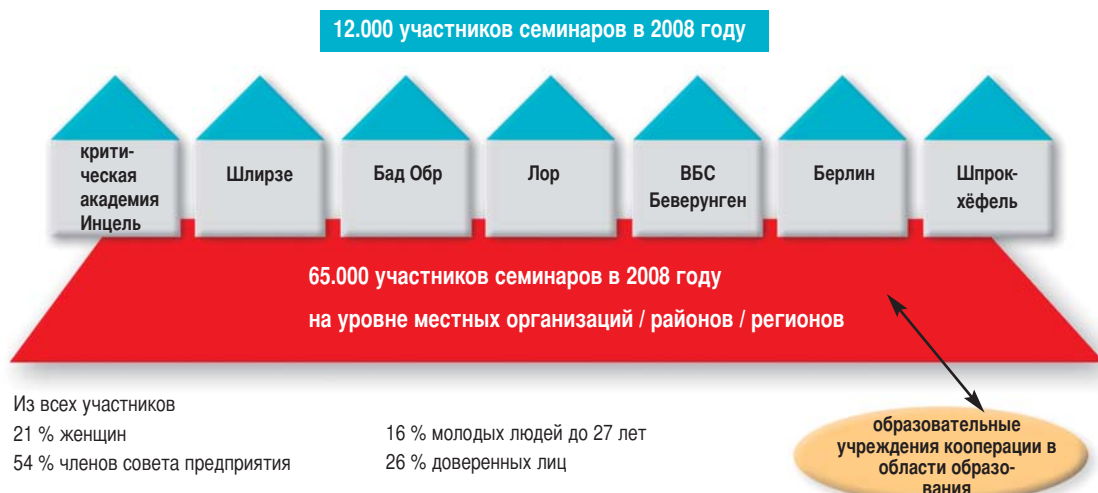 12.000 участников семинаров в 2008 году
крити-
ческая
академия
Инцель
Шлирзе
Бад Обр
Лор
ВБС
Беверунген
Берлин
Шпрок-
хёфель
65.000 участников семинаров в 2008 году
на уровне местных организаций / районов / регионов
Из всех участников
21 % женщин
54 % членов совета предприятия
16 % молодых людей до 27 лет
26 % доверенных лиц
образовательные
учреждения кооперации в
области образо-
вания